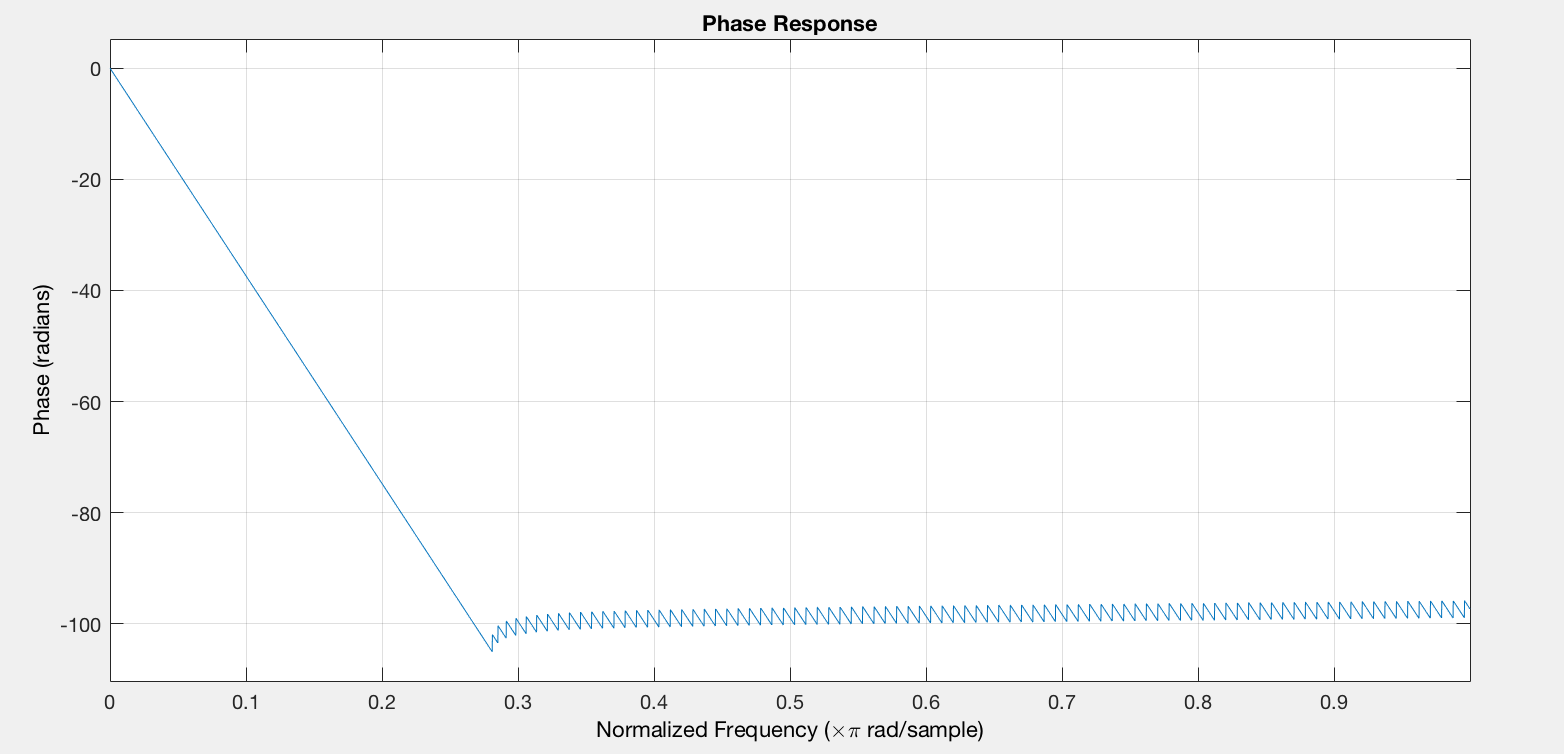 Phase Response
Phase (radians)
0
-20
-40
-60
-80
-100
0 0.1 0.2 0.3 0.4 0.5 0.6 0.7 0.8 0.9
Normalized Frequency (×π rad/sample)